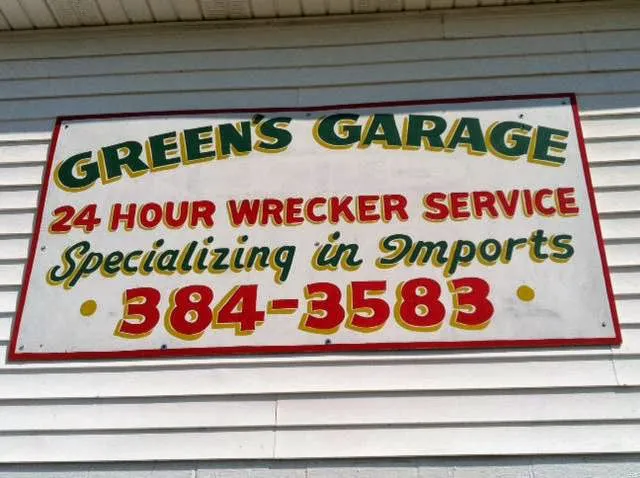 GREEN'S GARAGE
24 HOUR WRECKER SERVICE
Specializing in Imports
• 384-3583 •